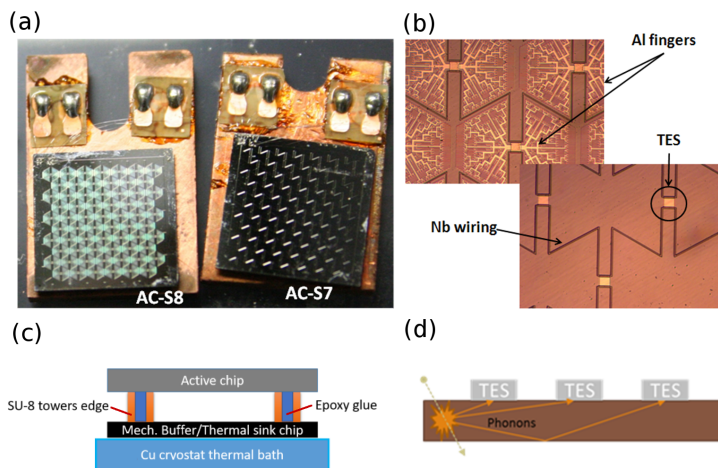 (a)
AC-S8
AC-S7
(b)
Al fingers
TES
Nb wiring
(c)
Active chip
SU-8 towers edge
Epoxy glue
Mech. Buffer/Thermal sink chip
Cu cryostat thermal bath
(d)
TES
TES
TES
Phonons